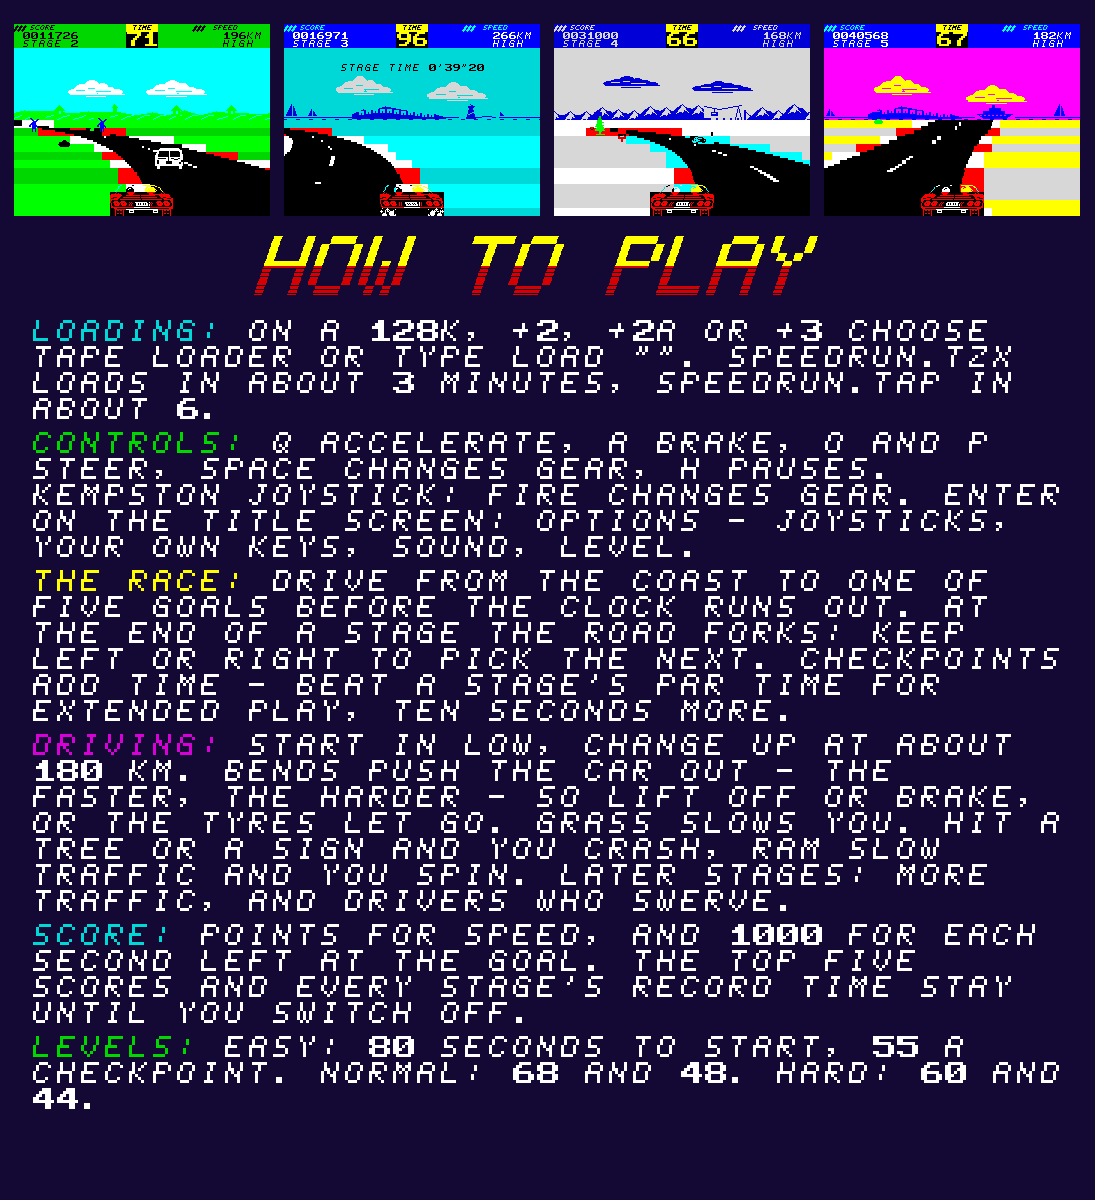 SCORE TIME SPEED
0011726 71 196KM
STAGE 2 HIGH
SCORE TIME SPEED
0016971 96 266KM
STAGE 3 HIGH
STAGE TIME 0'39"20
SCORE TIME SPEED
0031000 66 168KM
STAGE 4 HIGH
SCORE TIME SPEED
0040568 67 182KM
STAGE 5 HIGH
HOW TO PLAY
LOADING: ON A 128K, +2, +2A OR +3 CHOOSE
TAPE LOADER OR TYPE LOAD "". SPEEDRUN.TZX
LOADS IN ABOUT 3 MINUTES, SPEEDRUN.TAP IN
ABOUT 6.
CONTROLS: Q ACCELERATE, A BRAKE, O AND P
STEER, SPACE CHANGES GEAR, H PAUSES.
KEMPSTON JOYSTICK: FIRE CHANGES GEAR. ENTER
ON THE TITLE SCREEN: OPTIONS - JOYSTICKS,
YOUR OWN KEYS, SOUND, LEVEL.
THE RACE: DRIVE FROM THE COAST TO ONE OF
FIVE GOALS BEFORE THE CLOCK RUNS OUT. AT
THE END OF A STAGE THE ROAD FORKS: KEEP
LEFT OR RIGHT TO PICK THE NEXT. CHECKPOINTS
ADD TIME - BEAT A STAGE'S PAR TIME FOR
EXTENDED PLAY, TEN SECONDS MORE.
DRIVING: START IN LOW, CHANGE UP AT ABOUT
180 KM. BENDS PUSH THE CAR OUT - THE
FASTER, THE HARDER - SO LIFT OFF OR BRAKE,
OR THE TYRES LET GO. GRASS SLOWS YOU. HIT A
TREE OR A SIGN AND YOU CRASH, RAM SLOW
TRAFFIC AND YOU SPIN. LATER STAGES: MORE
TRAFFIC, AND DRIVERS WHO SWERVE.
SCORE: POINTS FOR SPEED, AND 1000 FOR EACH
SECOND LEFT AT THE GOAL. THE TOP FIVE
SCORES AND EVERY STAGE'S RECORD TIME STAY
UNTIL YOU SWITCH OFF.
LEVELS: EASY: 80 SECONDS TO START, 55 A
CHECKPOINT. NORMAL: 68 AND 48. HARD: 60 AND
44.